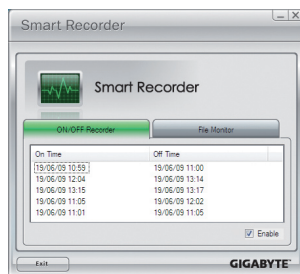 Smart Recorder
Smart Recorder
ON/OFF Recorder File Monitor
On Time Off Time
19/06/09 10:59 19/06/09 11:00
19/06/09 12:04 19/06/09 13:14
19/06/09 13:15 19/06/09 13:17
19/06/09 11:05 19/06/09 12:02
19/06/09 11:01 19/06/09 11:05
Enable
Exit GIGABYTE™